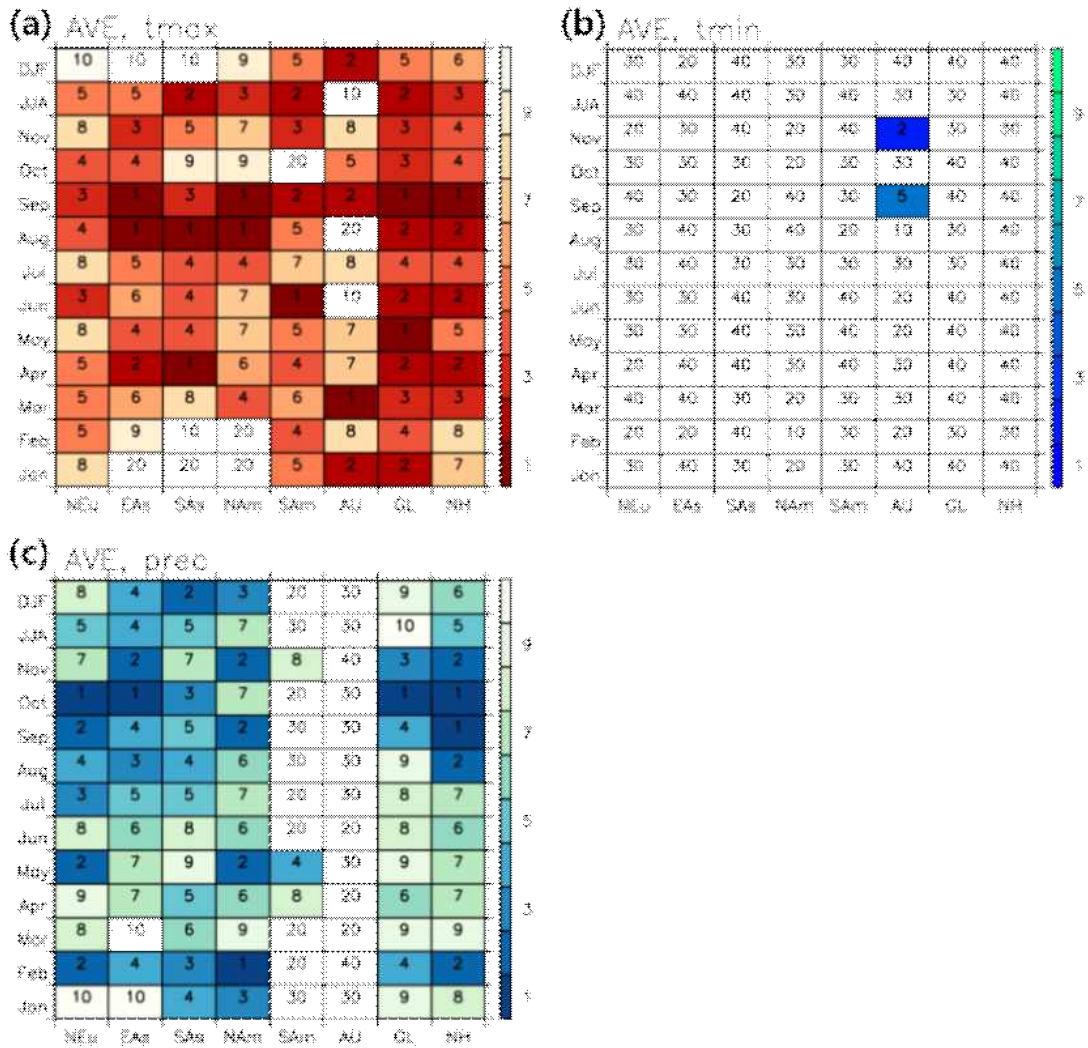 (a) AVE, tmax
DJF 10 10 10 9 5 2 5 6
JJA 5 5 2 3 2 10 2 3
Nov 8 3 5 7 3 8 3 4
Oct 4 4 9 9 20 5 3 4
Sep 3 1 3 1 2 2 1 1
Aug 4 1 1 1 5 20 2 2
Jul 8 5 4 4 7 8 4 4
Jun 3 6 4 7 1 10 2 2
May 8 4 4 7 5 7 1 5
Apr 5 2 1 6 4 7 2 2
Mar 5 6 8 4 6 1 3 3
Feb 5 9 10 20 4 8 4 8
Jan 8 20 20 20 5 2 2 7
NEu EAs SAs NAm SAm AU GL NH
9
7
5
3
1
(b) AVE, tmin
DJF 30 20 40 30 30 40 40 40
JJA 40 40 40 30 40 30 30 40
Nov 20 30 40 20 40 2 30 30
Oct 30 30 30 20 30 30 40 40
Sep 40 30 20 40 30 5 40 40
Aug 30 40 30 40 20 10 30 40
Jul 30 40 30 30 30 30 30 40
Jun 30 30 40 30 40 20 40 40
May 30 30 40 30 40 20 40 40
Apr 20 40 40 30 40 30 40 40
Mar 40 40 30 20 30 30 40 40
Feb 20 20 40 10 30 20 30 30
Jan 30 40 30 20 30 40 40 40
NEu EAs SAs NAm SAm AU GL NH
9
7
5
3
1
(c) AVE, prec
DJF 8 4 2 3 20 30 9 6
JJA 5 4 5 7 30 30 10 5
Nov 7 2 7 2 8 40 3 2
Oct 1 1 3 7 20 30 1 1
Sep 2 4 5 2 30 30 4 1
Aug 4 3 4 6 30 30 9 2
Jul 3 5 5 7 20 30 8 7
Jun 8 6 8 6 20 20 8 6
May 2 7 9 2 4 30 9 7
Apr 9 7 5 6 8 20 6 7
Mar 8 10 6 9 20 20 9 9
Feb 2 4 3 1 20 40 4 2
Jan 10 10 4 3 30 30 9 8
NEu EAs SAs NAm SAm AU GL NH
9
7
5
3
1